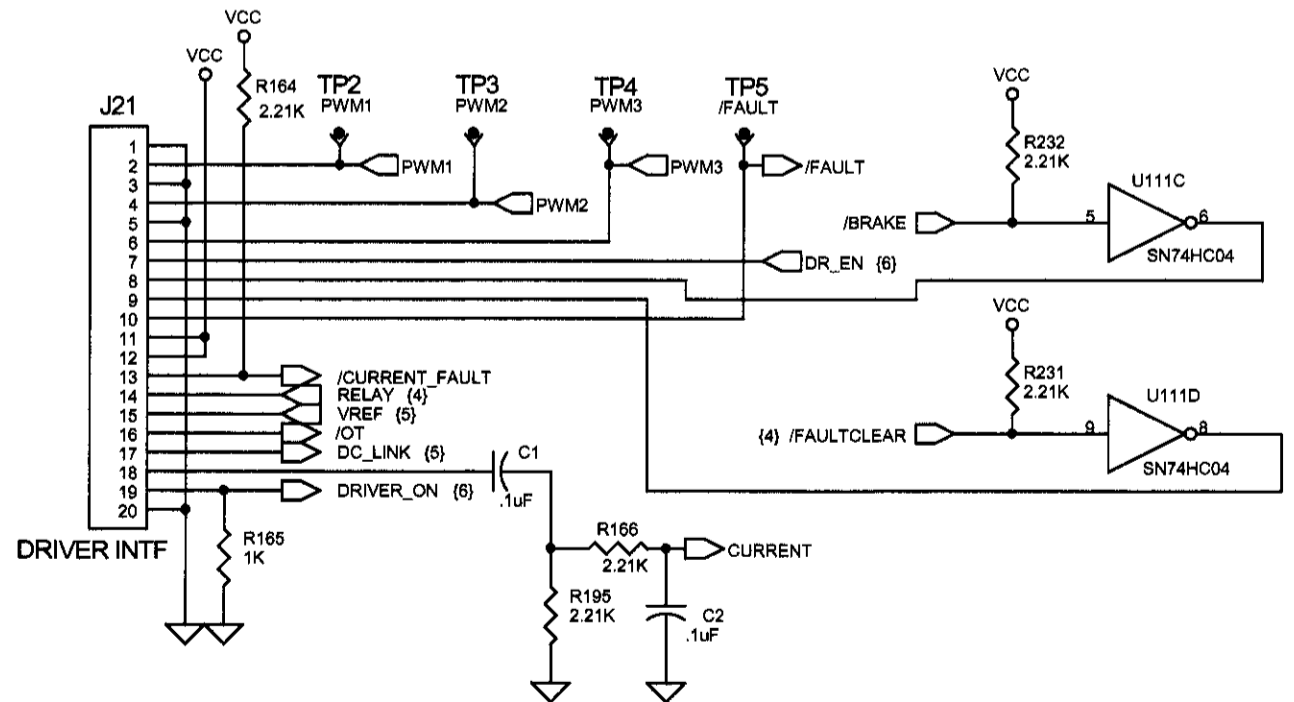 VCC
VCC
R164
2.21K
TP2
PWM1
TP3
PWM2
TP4
PWM3
TP5
/FAULT
J21
1
2
3
4
5
6
7
8
9
10
11
12
13
14
15
16
17
18
19
20
DRIVER INTF
PWM1
PWM2
PWM3
/FAULT
DR_EN {6}
/CURRENT_FAULT
RELAY {4}
VREF {5}
/OT
DC_LINK {5}
DRIVER_ON {6}
R165
1K
C1
.1uF
R166
2.21K
CURRENT
R195
2.21K
C2
.1uF
VCC
R232
2.21K
/BRAKE
5
U111C
6
SN74HC04
VCC
R231
2.21K
{4} /FAULTCLEAR
9
U111D
8
SN74HC04